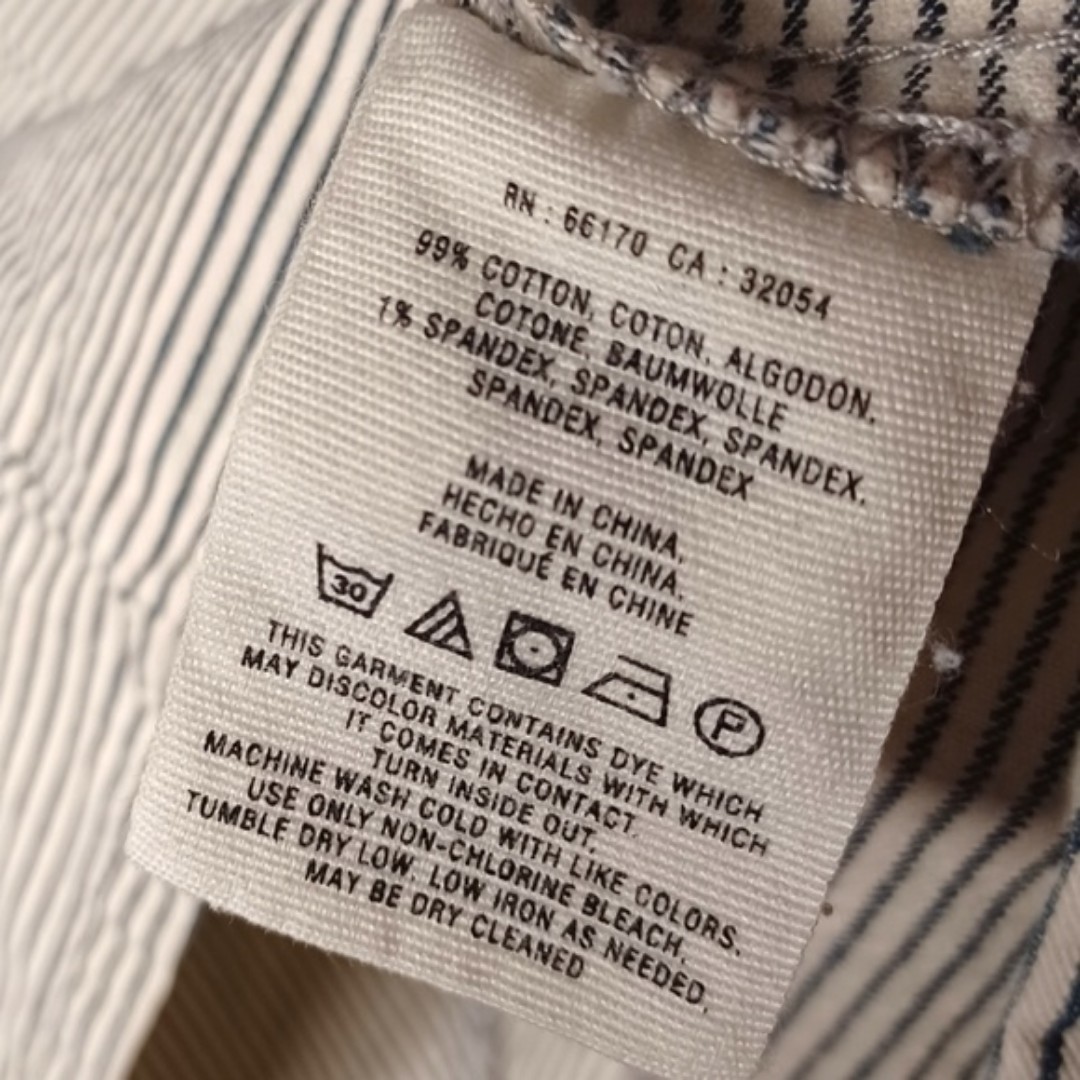 RN : 66170 CA : 32054
99% COTTON, COTON, ALGODÓN,
COTONE, BAUMWOLLE
1% SPANDEX, SPANDEX, SPANDEX,
SPANDEX, SPANDEX
MADE IN CHINA,
HECHO EN CHINA,
FABRIQUÉ EN CHINE
30 P
THIS GARMENT CONTAINS DYE WHICH
MAY DISCOLOR MATERIALS WITH WHICH
IT COMES IN CONTACT.
TURN INSIDE OUT.
MACHINE WASH COLD WITH LIKE COLORS.
USE ONLY NON-CHLORINE BLEACH,
TUMBLE DRY LOW, LOW IRON AS NEEDED,
MAY BE DRY CLEANED